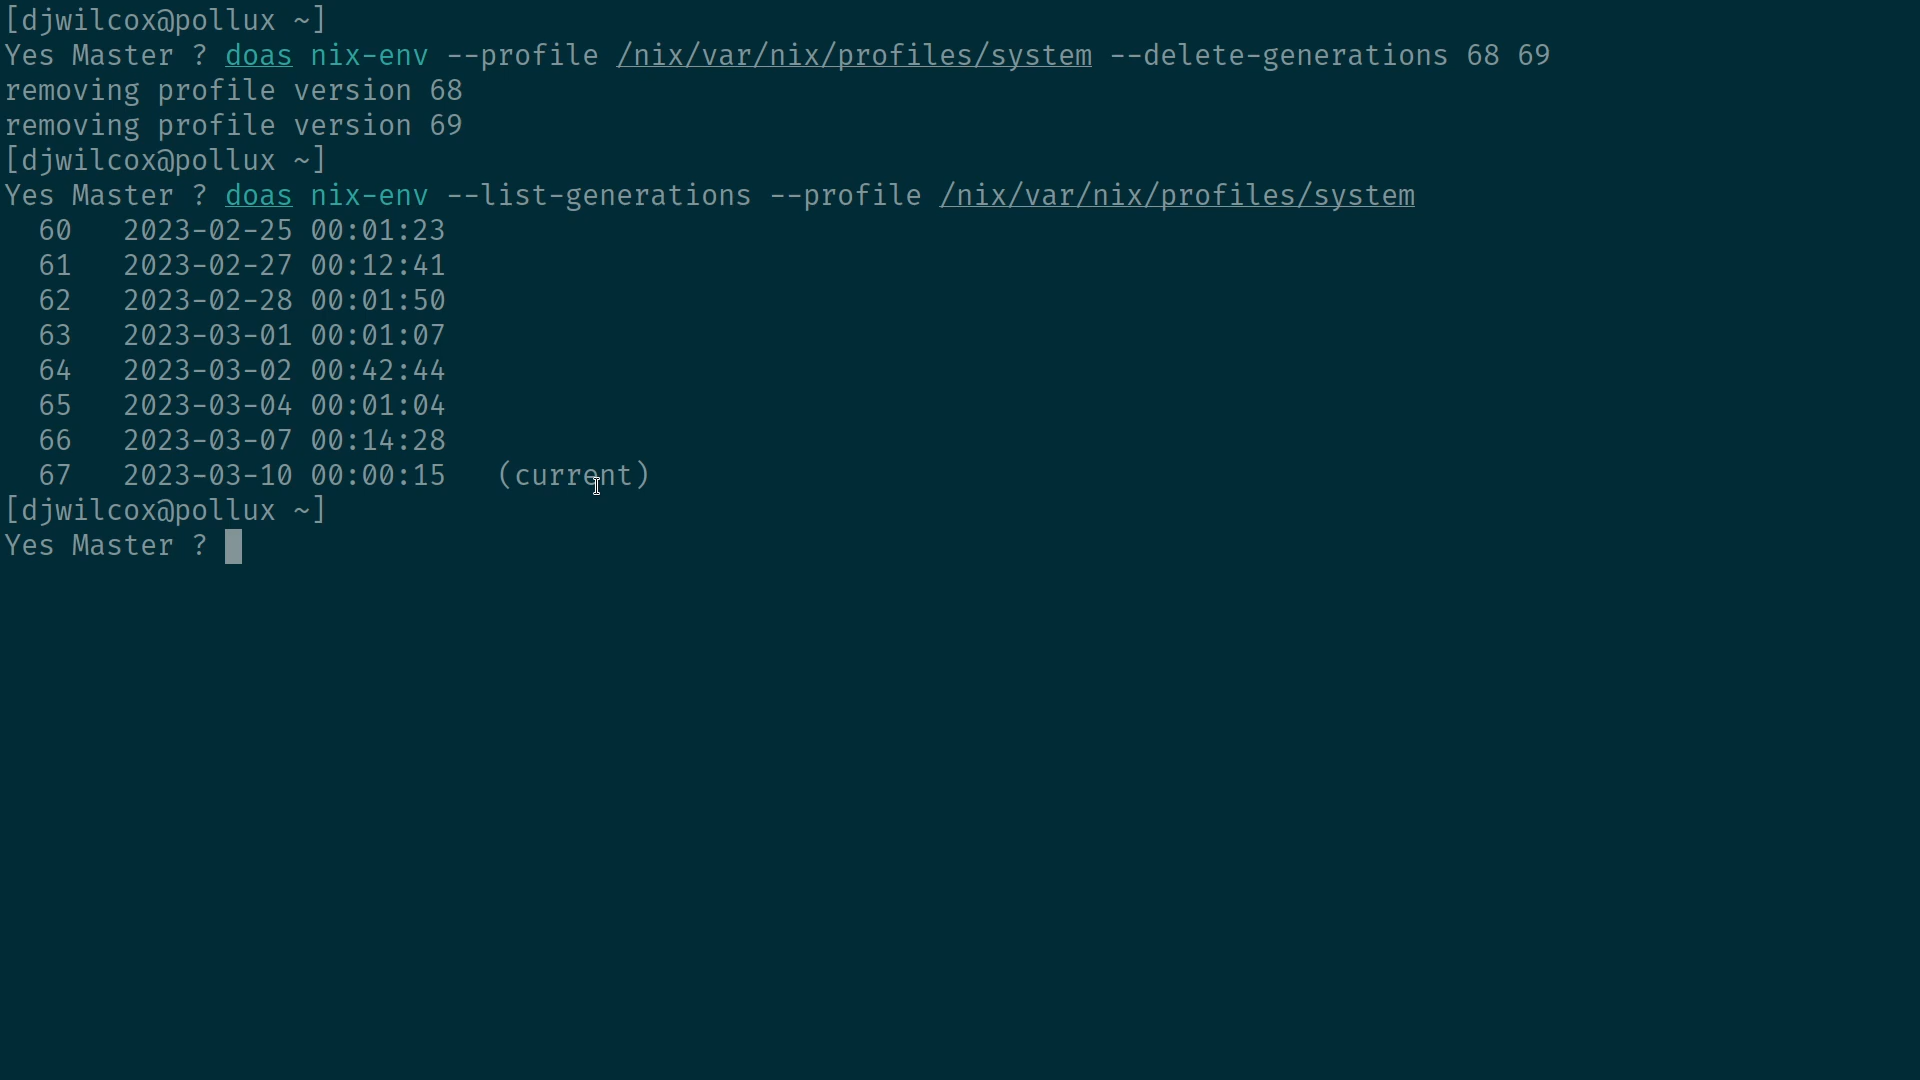 [djwilcox@pollux ~]
Yes Master ? doas nix-env --profile /nix/var/nix/profiles/system --delete-generations 68 69
removing profile version 68
removing profile version 69
[djwilcox@pollux ~]
Yes Master ? doas nix-env --list-generations --profile /nix/var/nix/profiles/system
  60   2023-02-25 00:01:23
  61   2023-02-27 00:12:41
  62   2023-02-28 00:01:50
  63   2023-03-01 00:01:07
  64   2023-03-02 00:42:44
  65   2023-03-04 00:01:04
  66   2023-03-07 00:14:28
  67   2023-03-10 00:00:15   (current)
[djwilcox@pollux ~]
Yes Master ?